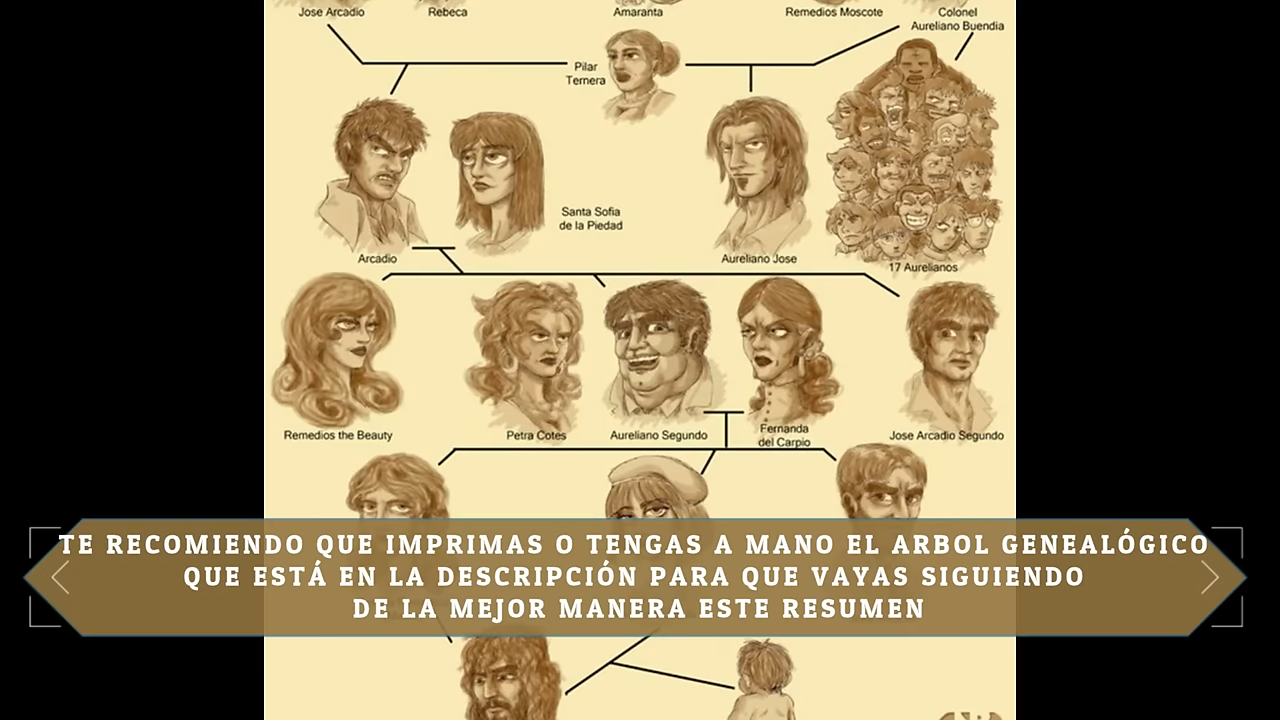 Jose Arcadio
Rebeca
Amaranta
Remedios Moscote
Colonel
Aureliano Buendia
Pilar
Ternera
Santa Sofia
de la Piedad
Arcadio
Aureliano Jose
17 Aurelianos
Remedios the Beauty
Petra Cotes
Aureliano Segundo
Fernanda
del Carpio
Jose Arcadio Segundo
TE RECOMIENDO QUE IMPRIMAS O TENGAS A MANO EL ARBOL GENEALÓGICO
QUE ESTÁ EN LA DESCRIPCIÓN PARA QUE VAYAS SIGUIENDO
DE LA MEJOR MANERA ESTE RESUMEN